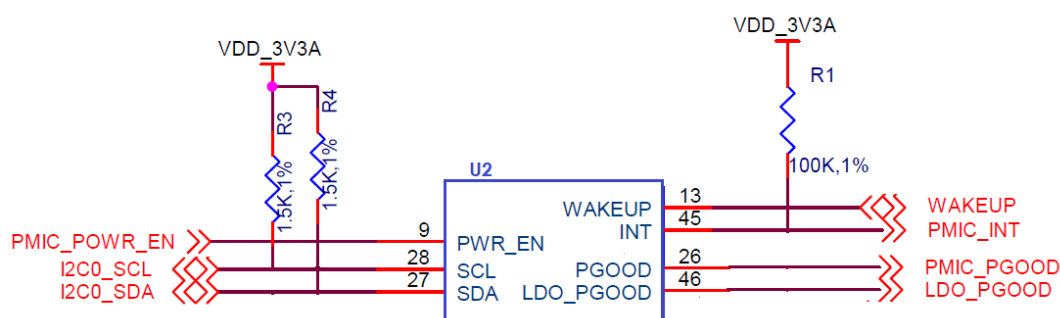 VDD_3V3A
VDD_3V3A
R3
R4
R1
1.5K,1%
1.5K,1%
100K,1%
U2
PMIC_POWR_EN
9
PWR_EN
WAKEUP
13
WAKEUP
INT
45
PMIC_INT
I2C0_SCL
28
SCL
PGOOD
26
PMIC_PGOOD
I2C0_SDA
27
SDA
LDO_PGOOD
46
LDO_PGOOD